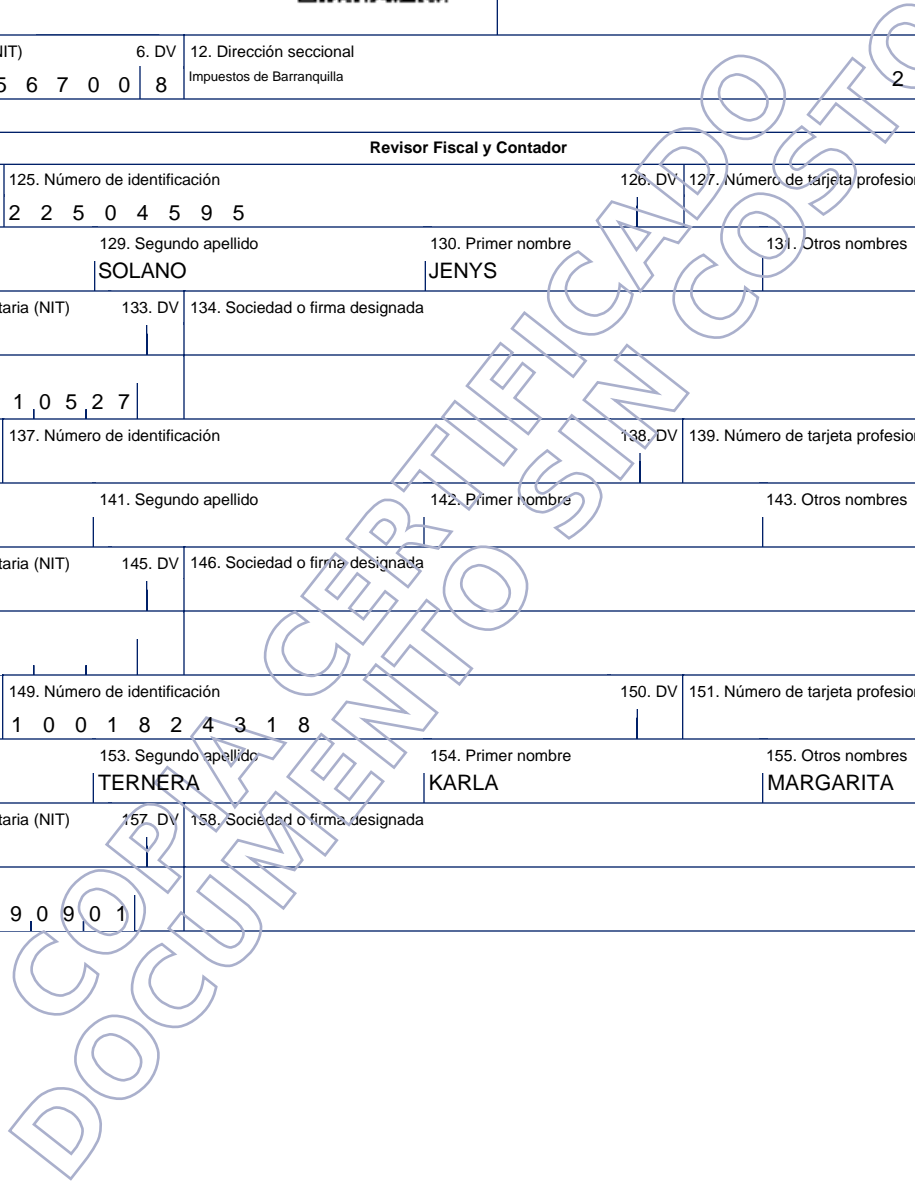 IIT) 6. DV 12. Dirección seccional
5 6 7 0 0 8 Impuestos de Barranquilla 2
Revisor Fiscal y Contador
125. Número de identificación 126. DV 127. Número de tarjeta profesion
2 2 5 0 4 5 9 5
129. Segundo apellido 130. Primer nombre 131. Otros nombres
SOLANO JENYS
taria (NIT) 133. DV 134. Sociedad o firma designada
1 0 5 2 7
137. Número de identificación 138. DV 139. Número de tarjeta profesion
141. Segundo apellido 142. Primer nombre 143. Otros nombres
taria (NIT) 145. DV 146. Sociedad o firma designada
149. Número de identificación 150. DV 151. Número de tarjeta profesion
1 0 0 1 8 2 4 3 1 8
153. Segundo apellido 154. Primer nombre 155. Otros nombres
TERNERA KARLA MARGARITA
taria (NIT) 157. DV 158. Sociedad o firma designada
9 0 9 0 1
COPIA CERTIFICADO
DOCUMENTO SIN COSTO